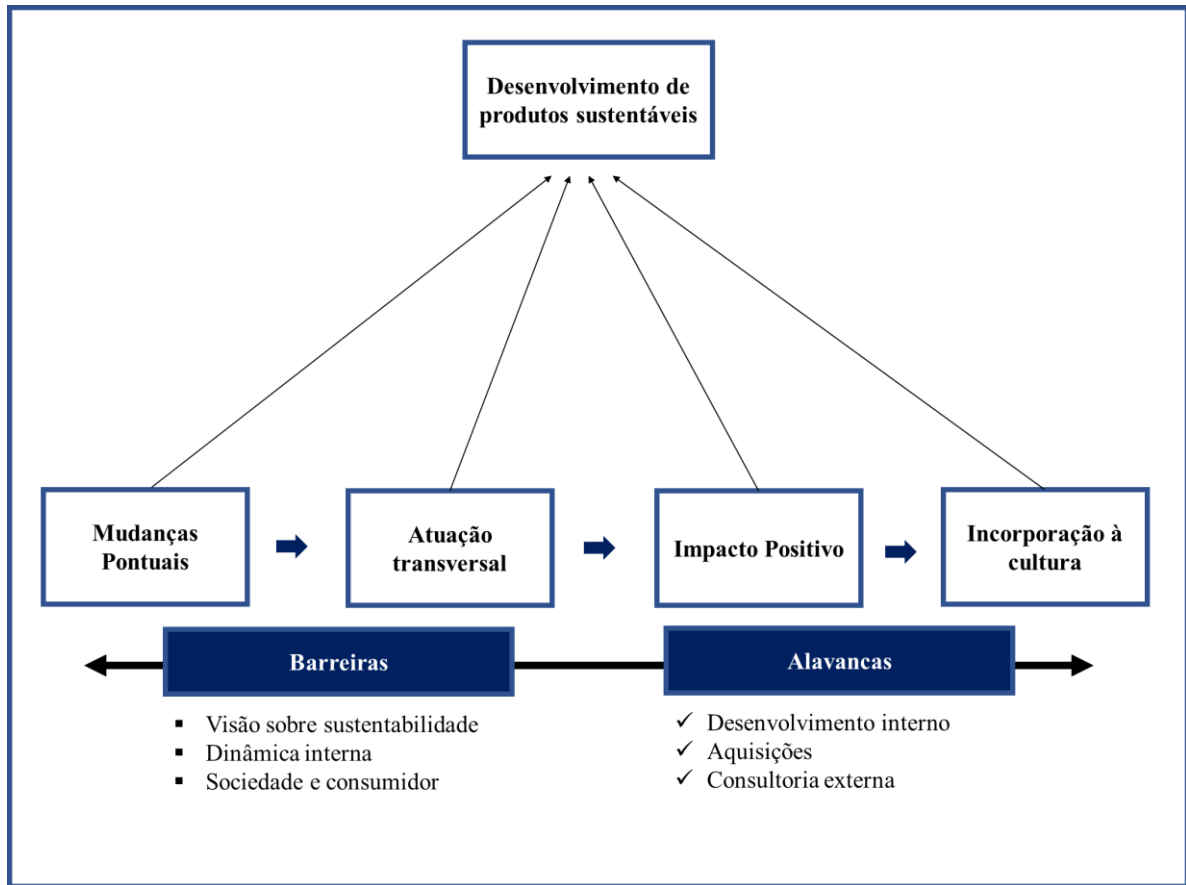 Desenvolvimento de
produtos sustentáveis
Mudanças
Pontuais
Atuação
transversal
Impacto Positivo
Incorporação à
cultura
Barreiras
Alavancas
Visão sobre sustentabilidade
Dinâmica interna
Sociedade e consumidor
Desenvolvimento interno
Aquisições
Consultoria externa